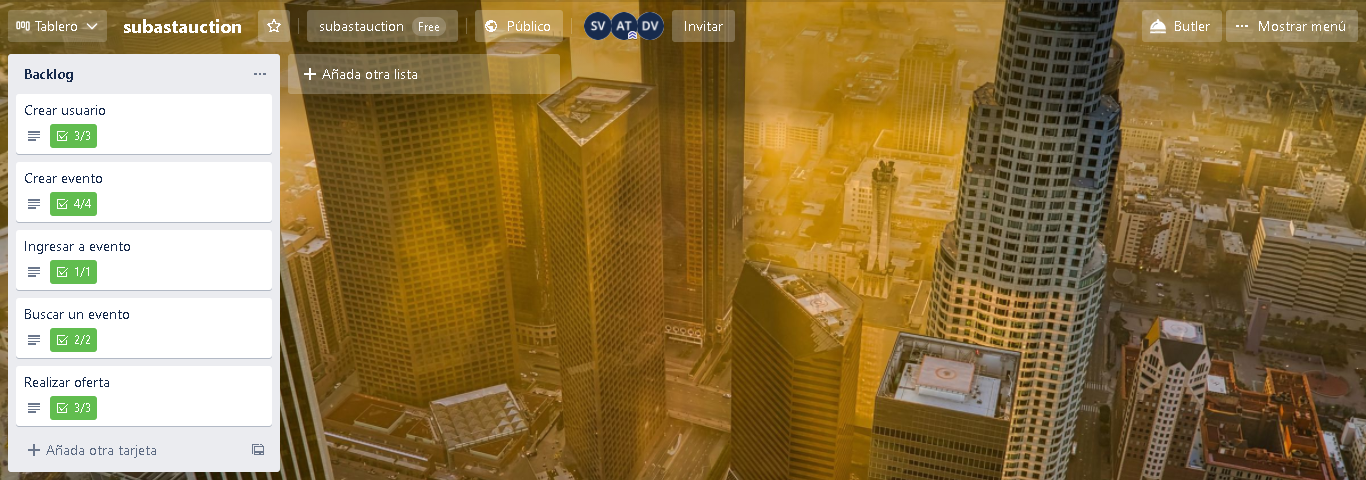 Tablero
subastauction
subastauction Free
Público
SV AT DV
Invitar
Butler
Mostrar menú
Backlog
Añada otra lista
Crear usuario
3/3
Crear evento
4/4
Ingresar a evento
1/1
Buscar un evento
2/2
Realizar oferta
3/3
Añada otra tarjeta